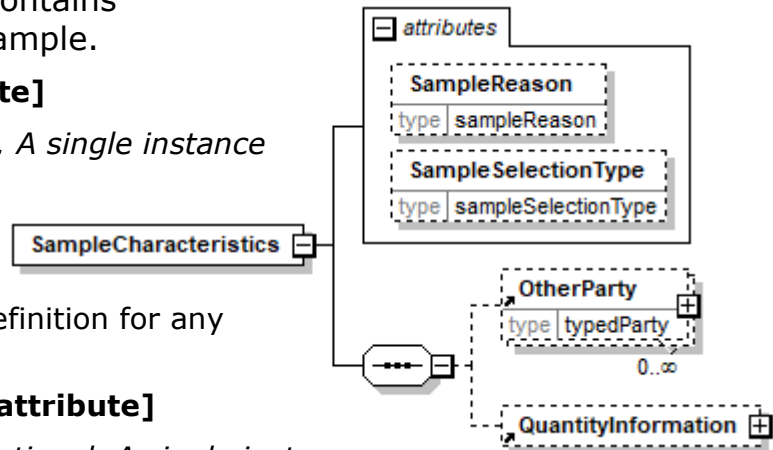 ontains
ample.
te]
. A single instance
efinition for any
attribute]
attributes
SampleReason
type sampleReason
SampleSelectionType
type sampleSelectionType
SampleCharacteristics
OtherParty
type typedParty
0..∞
QuantityInformation